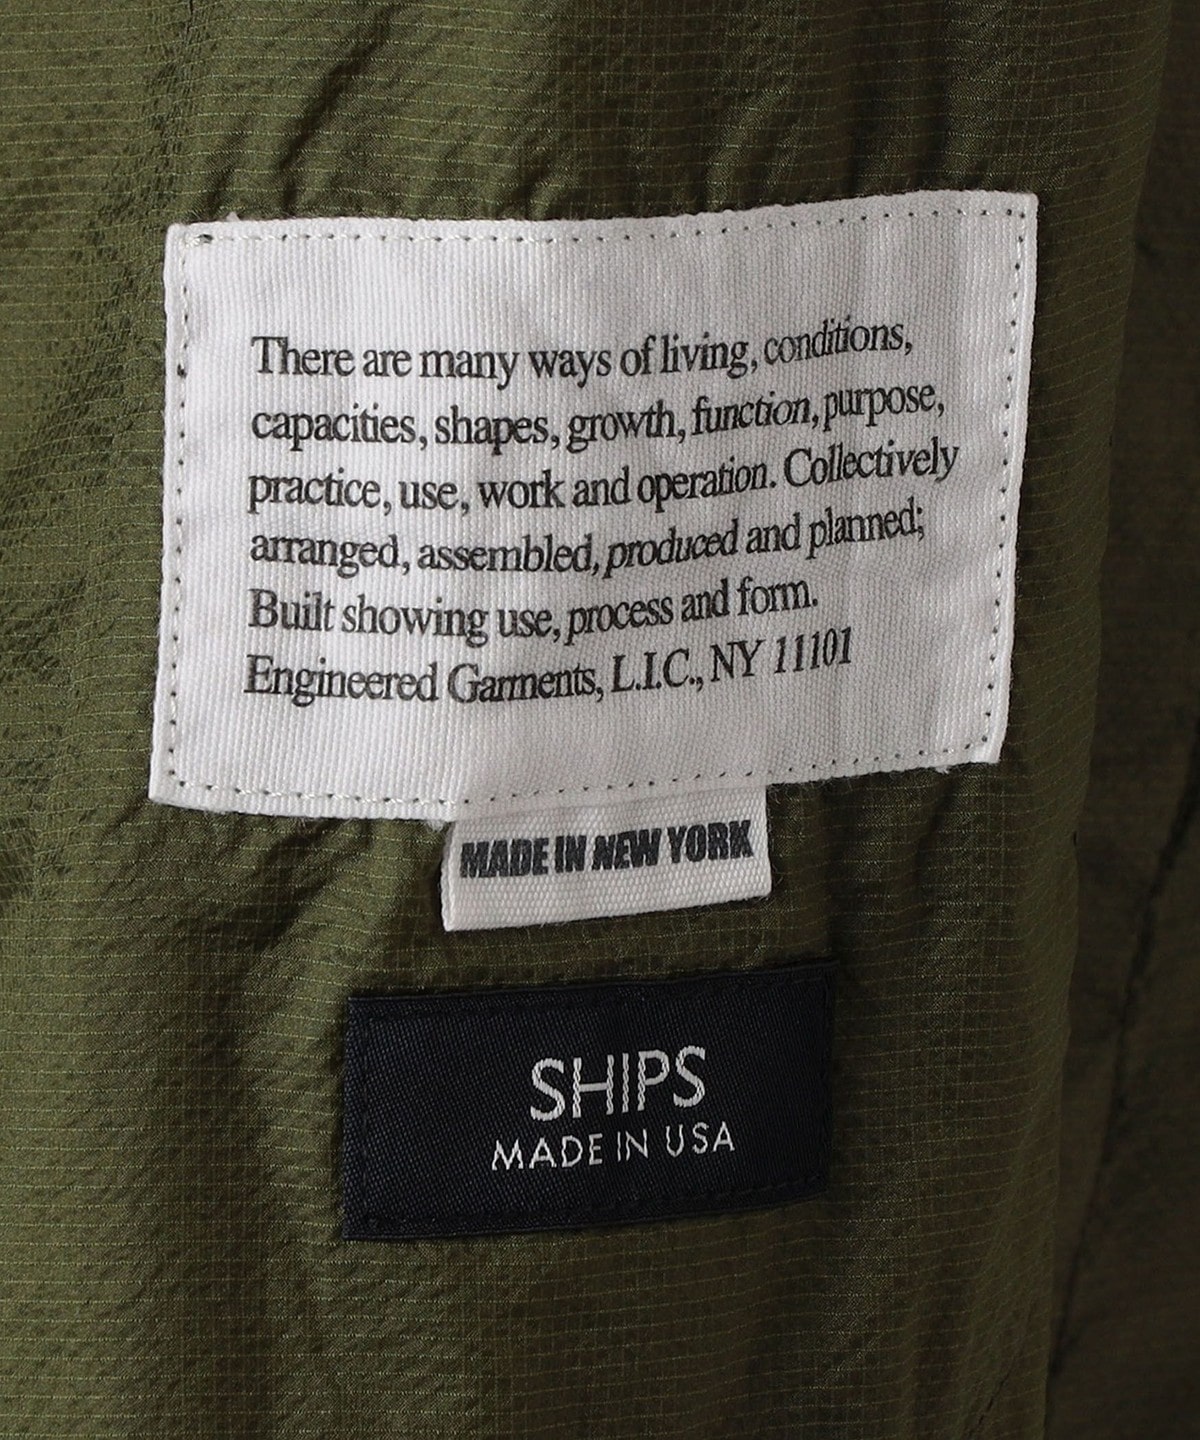 There are many ways of living, conditions,
capacities, shapes, growth, function, purpose,
practice, use, work and operation. Collectively
arranged, assembled, produced and planned;
Built showing use, process and form.
Engineered Garments, L.I.C., NY 11101
MADE IN NEW YORK
SHIPS
MADE IN USA